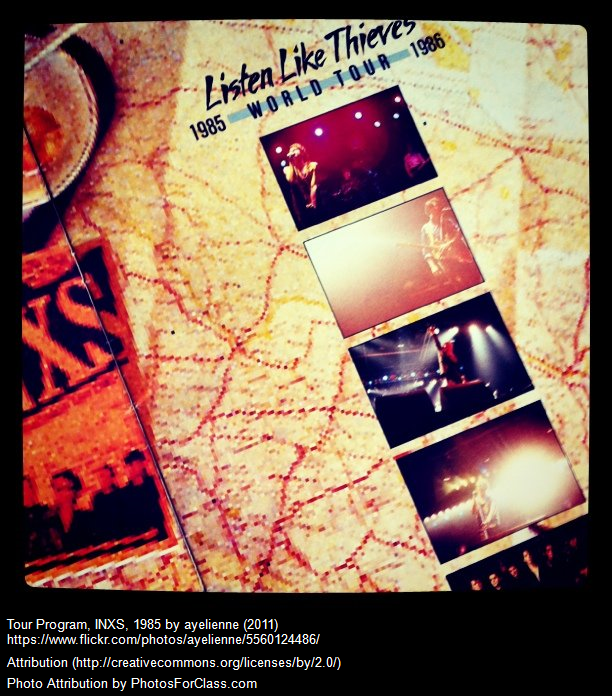 Listen Like Thieves
1985 WORLD TOUR 1986
XS
Tour Program, INXS, 1985 by ayelienne (2011)
https://www.flickr.com/photos/ayelienne/5560124486/
Attribution (http://creativecommons.org/licenses/by/2.0/)
Photo Attribution by PhotosForClass.com